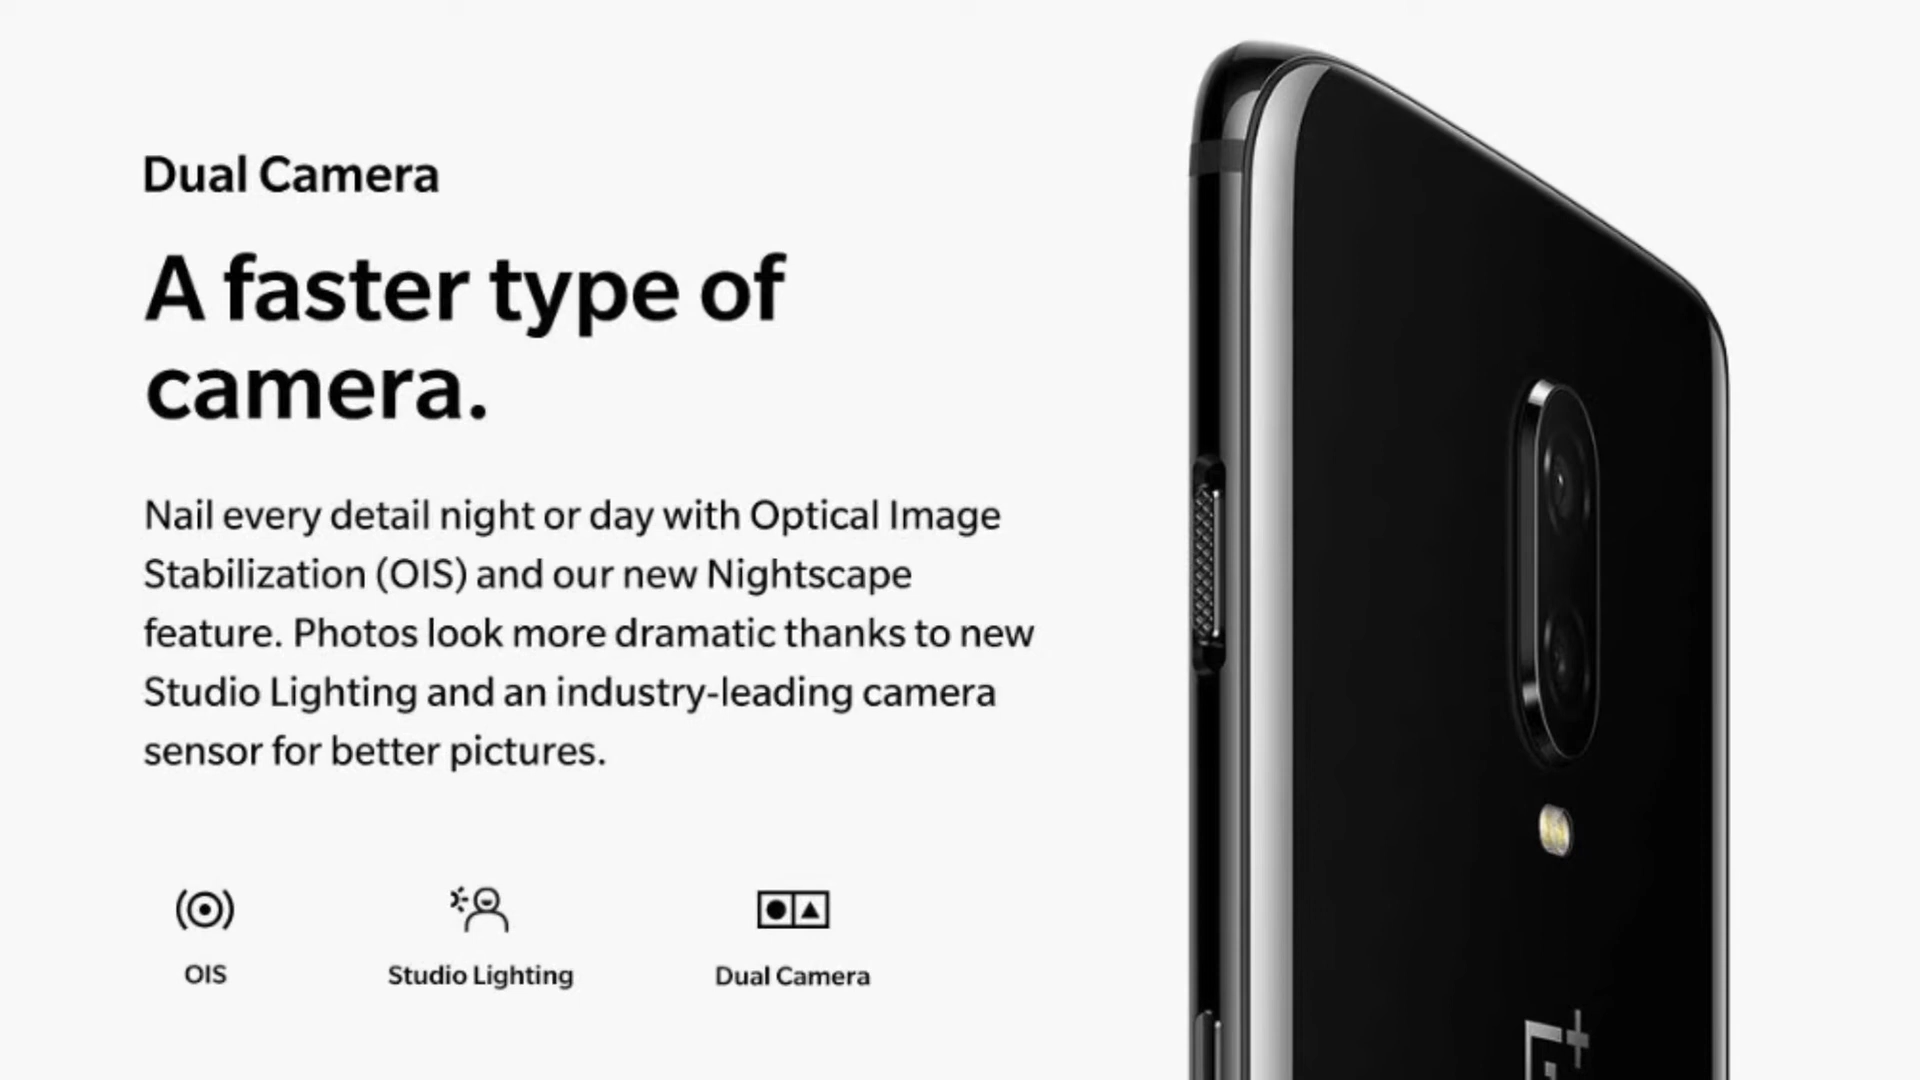 Dual Camera
A faster type of
camera.
Nail every detail night or day with Optical Image
Stabilization (OIS) and our new Nightscape
feature. Photos look more dramatic thanks to new
Studio Lighting and an industry-leading camera
sensor for better pictures.
OIS
Studio Lighting
Dual Camera